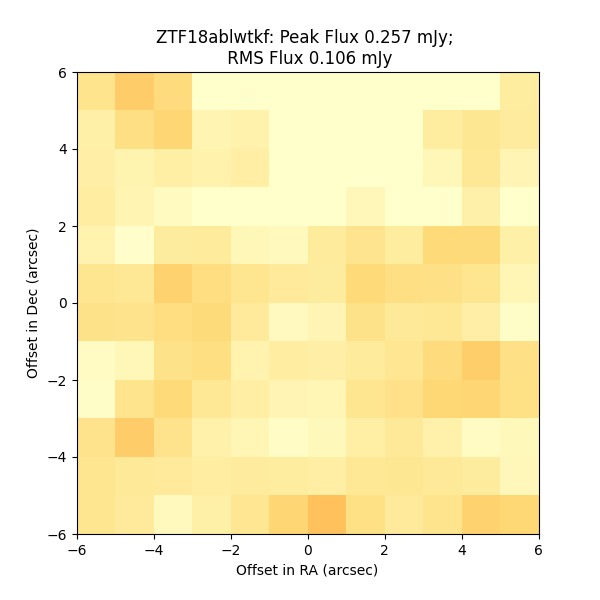 ZTF18ablwtkf: Peak Flux 0.257 mJy;
RMS Flux 0.106 mJy
6
4
2
0
−2
−4
−6
Offset in Dec (arcsec)
−6 −4 −2 0 2 4 6
Offset in RA (arcsec)